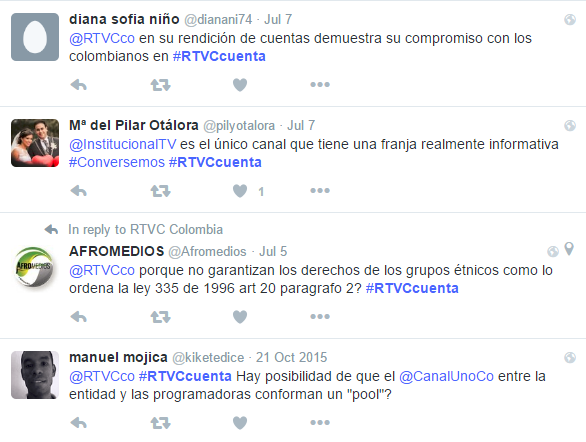 diana sofia niño @dianani74 · Jul 7
@RTVCco en su rendición de cuentas demuestra su compromiso con los
colombianos en #RTVCcuenta
Mª del Pilar Otálora @pilyotalora · Jul 7
@InstitucionalTV es el único canal que tiene una franja realmente informativa
#Conversemos #RTVCcuenta
1
In reply to RTVC Colombia
AFROMEDIOS @Afromedios · Jul 5
@RTVCco porque no garantizan los derechos de los grupos étnicos como lo
ordena la ley 335 de 1996 art 20 paragrafo 2? #RTVCcuenta
AFROMEDIOS
manuel mojica @kiketedice · 21 Oct 2015
@RTVCco #RTVCcuenta Hay posibilidad de que el @CanalUnoCo entre la
entidad y las programadoras conforman un "pool"?